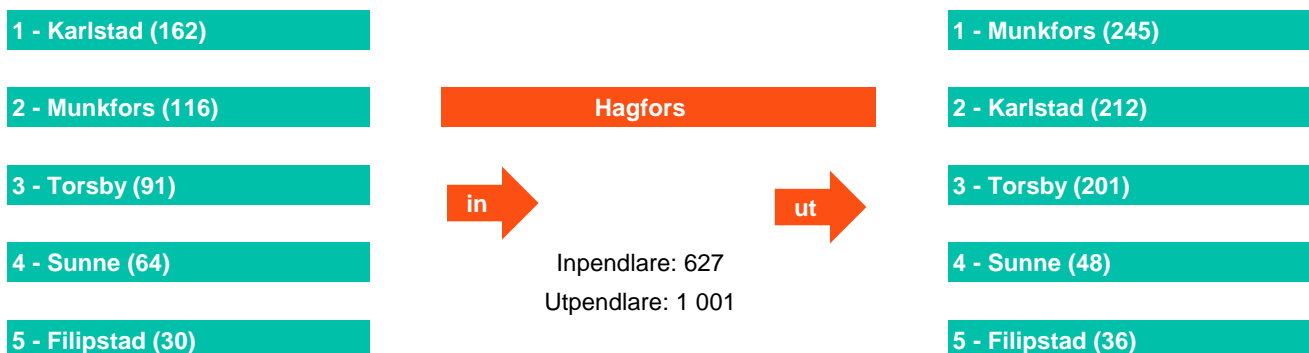 1 - Karlstad (162)
2 - Munkfors (116)
3 - Torsby (91)
4 - Sunne (64)
5 - Filipstad (30)
Hagfors
in
ut
Inpendlare: 627
Utpendlare: 1 001
1 - Munkfors (245)
2 - Karlstad (212)
3 - Torsby (201)
4 - Sunne (48)
5 - Filipstad (36)